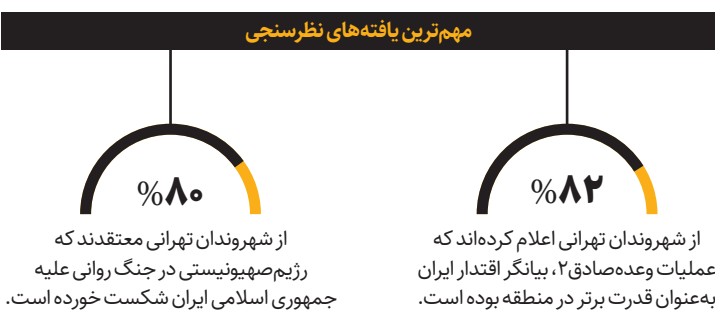 مهم‌ترین یافته‌های نظرسنجی
%۸۲
از شهروندان تهرانی اعلام کرده‌اند که
عملیات وعده‌صادق۲، بیانگر اقتدار ایران
به‌عنوان قدرت برتر در منطقه بوده است.
%۸۰
از شهروندان تهرانی معتقدند که
رژیم‌صهیونیستی در جنگ روانی علیه
جمهوری اسلامی ایران شکست خورده است.